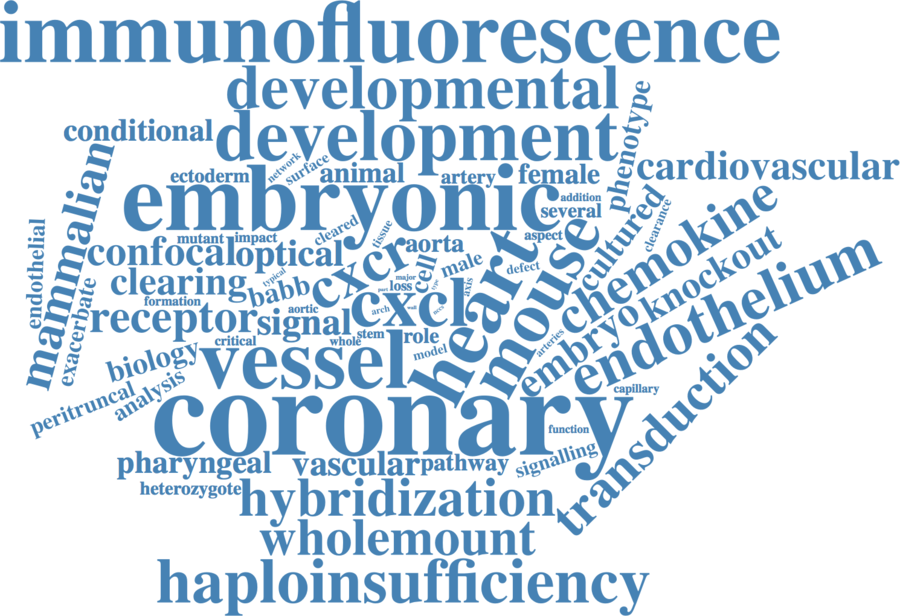 immunofluorescence
developmental
conditional
development
phenotype
cardiovascular
mammalian
network
surface
ectoderm
animal
artery
female
embryonic
addition
several
endothelial
mutant
impact
cleared
tissue
aspect
cultured
clearance
confocal
optical
cxcr
aorta
heart
mouse
chemokine
clearing
typical
babb
major
loss
cell
male
defect
exacerbate
formation
cxcl
type
axis
knockout
receptor
aortic
signal
arch
wall
embryo
endothelium
biology
critical
whole
stem
role
model
arteries
vessel
peritruncal
analysis
capillary
coronary
function
transduction
pharyngeal
vascular
pathway
signalling
heterozygote
hybridization
wholemount
haploinsufficiency